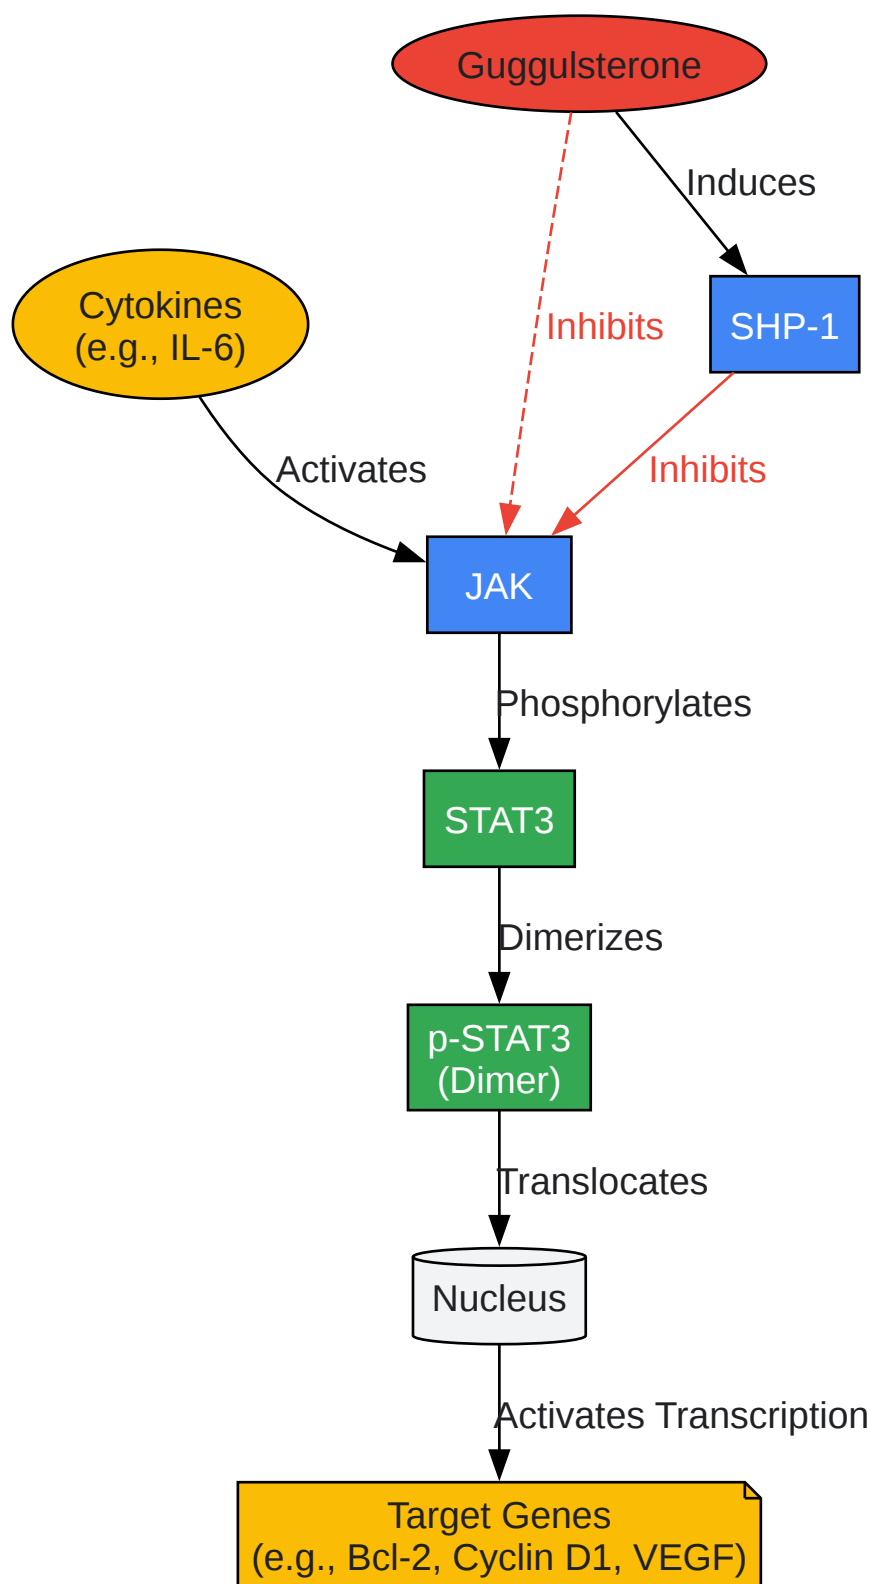 Guggulsterone
Induces
Cytokines
(e.g., IL-6)
Inhibits
SHP-1
Activates
Inhibits
JAK
Phosphorylates
STAT3
Dimerizes
p-STAT3
(Dimer)
Translocates
Nucleus
Activates Transcription
Target Genes
(e.g., Bcl-2, Cyclin D1, VEGF)